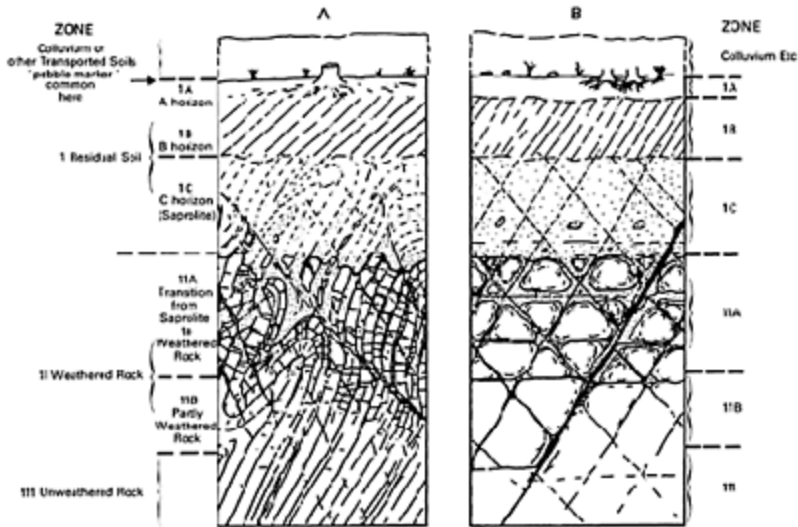 A
B
ZONE
Colluvium or
other Transported Soils
"pebble marker"
common
here
1A
A horizon
1B
B horizon
1 Residual Soil
1C
C horizon
(Saprolite)
11A
Transition
from
Saprolite
to
Weathered
Rock
11 Weathered Rock
11B
Partly
Weathered
Rock
111 Unweathered Rock
ZONE
Colluvium Etc
1A
1B
1C
11A
11B